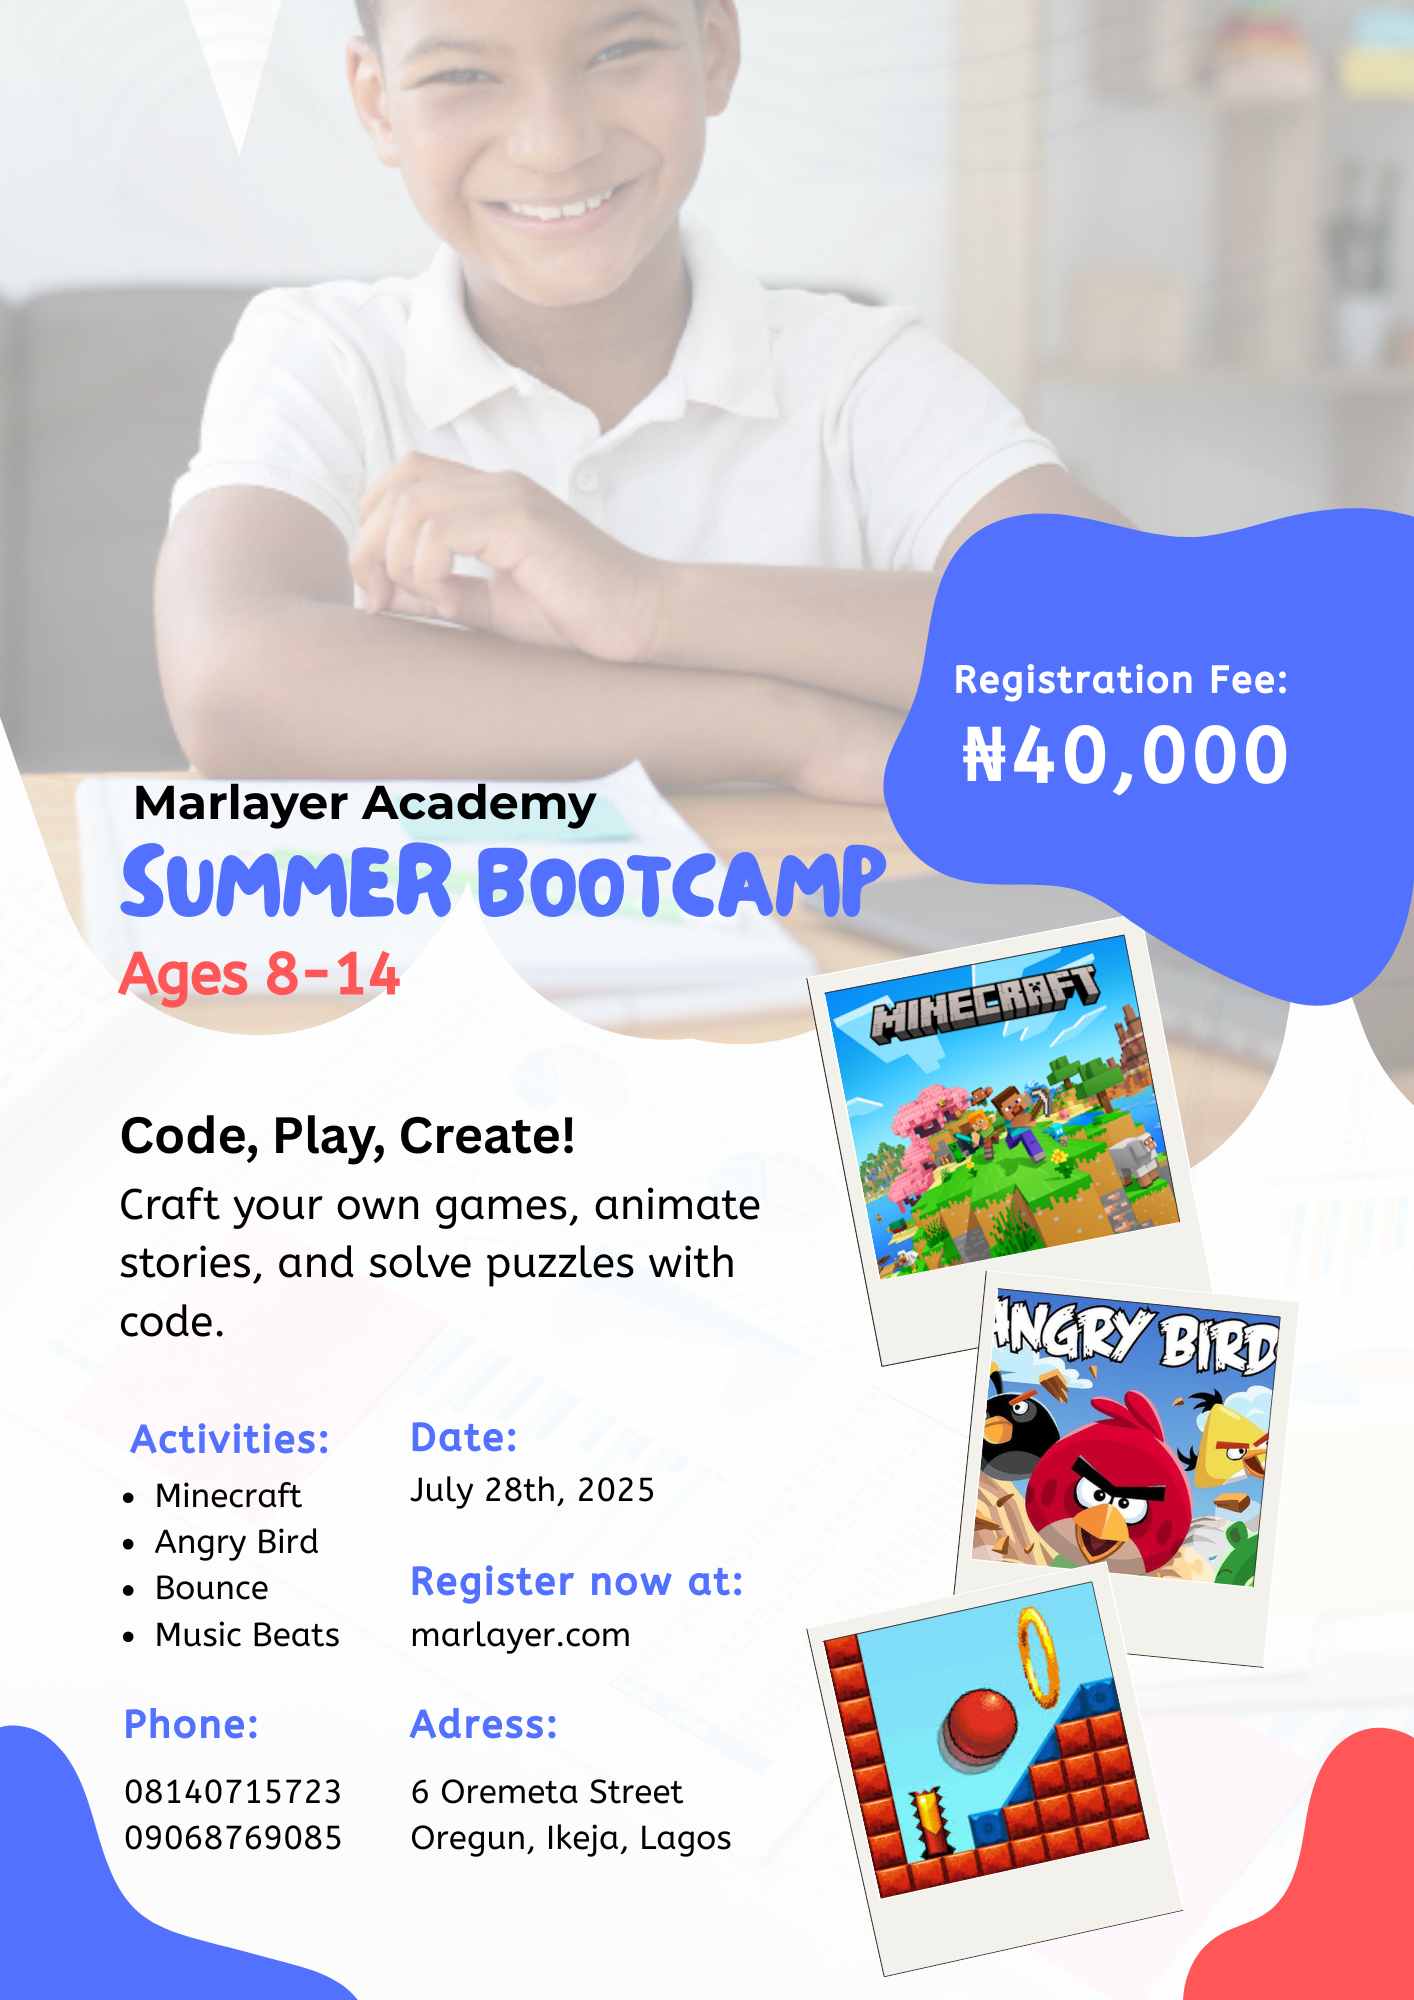 Registration Fee:
₦40,000
Marlayer Academy
SUMMER BOOTCAMP
Ages 8-14
MINECRAFT
Code, Play, Create!
Craft your own games, animate
stories, and solve puzzles with
code.
ANGRY BIRD
Activities:
• Minecraft
• Angry Bird
• Bounce
• Music Beats
Date:
July 28th, 2025
Register now at:
marlayer.com
Phone:
08140715723
09068769085
Adress:
6 Oremeta Street
Oregun, Ikeja, Lagos